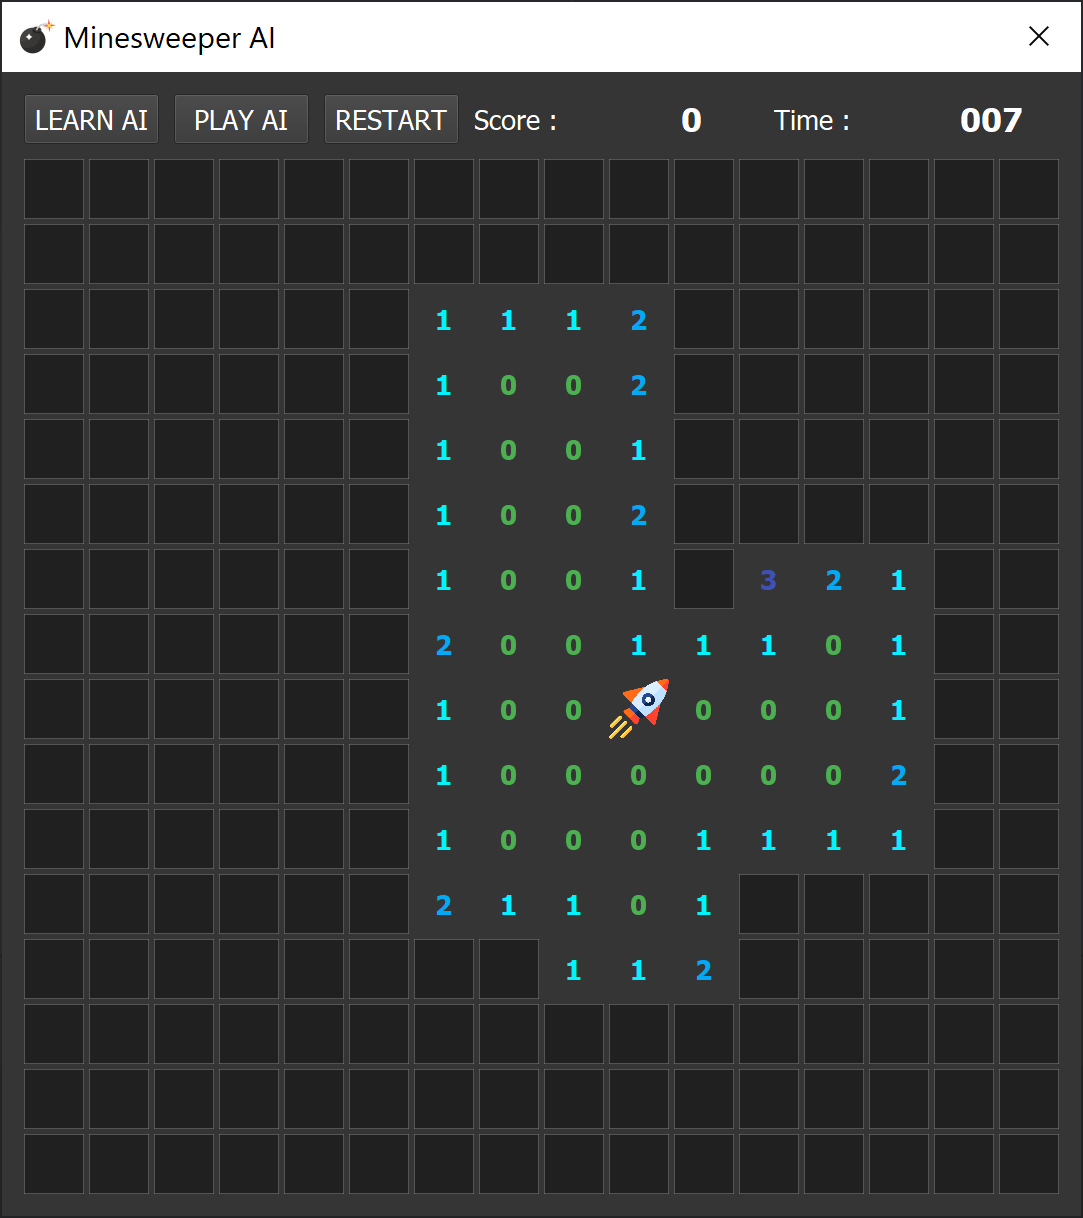 Minesweeper AI
LEARN AI PLAY AI RESTART Score : 0 Time : 007
1 1 1 2
1 0 0 2
1 0 0 1
1 0 0 2
1 0 0 1 3 2 1
2 0 0 1 1 1 0 1
1 0 0 0 0 0 1
1 0 0 0 0 0 0 2
1 0 0 0 1 1 1 1
2 1 1 0 1
1 1 2